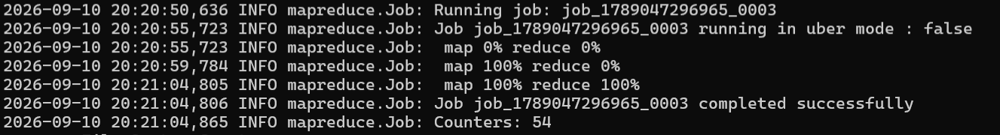 2026-09-10 20:20:50,636 INFO mapreduce.Job: Running job: job_1789047296965_0003
2026-09-10 20:20:55,723 INFO mapreduce.Job: Job job_1789047296965_0003 running in uber mode : false
2026-09-10 20:20:55,723 INFO mapreduce.Job:  map 0% reduce 0%
2026-09-10 20:20:59,784 INFO mapreduce.Job:  map 100% reduce 0%
2026-09-10 20:21:04,805 INFO mapreduce.Job:  map 100% reduce 100%
2026-09-10 20:21:04,806 INFO mapreduce.Job: Job job_1789047296965_0003 completed successfully
2026-09-10 20:21:04,865 INFO mapreduce.Job: Counters: 54